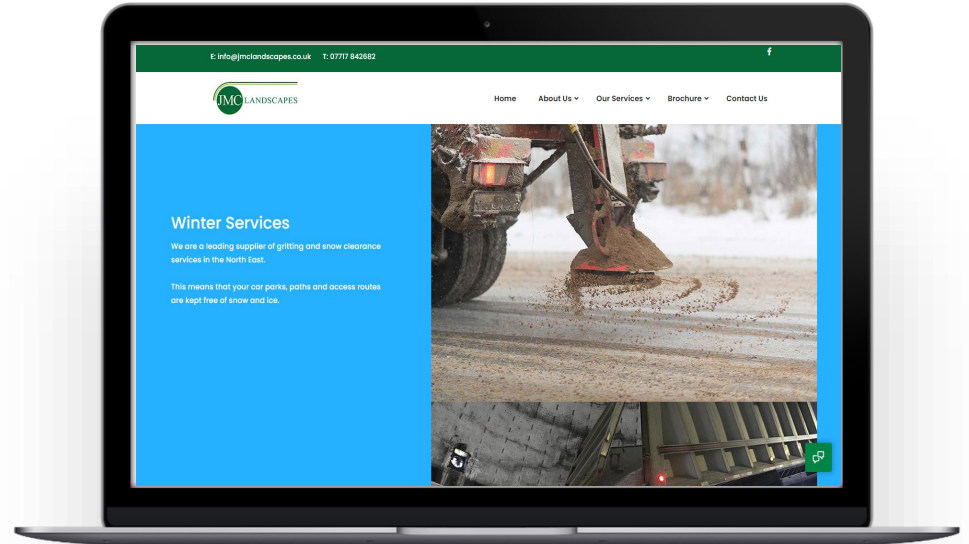 E: info@jmclandscapes.co.uk T: 07717 842682
JMC LANDSCAPES
Home About Us Our Services Brochure Contact Us
Winter Services
We are a leading supplier of gritting and snow clearance
services in the North East.
This means that your car parks, paths and access routes
are kept free of snow and ice.